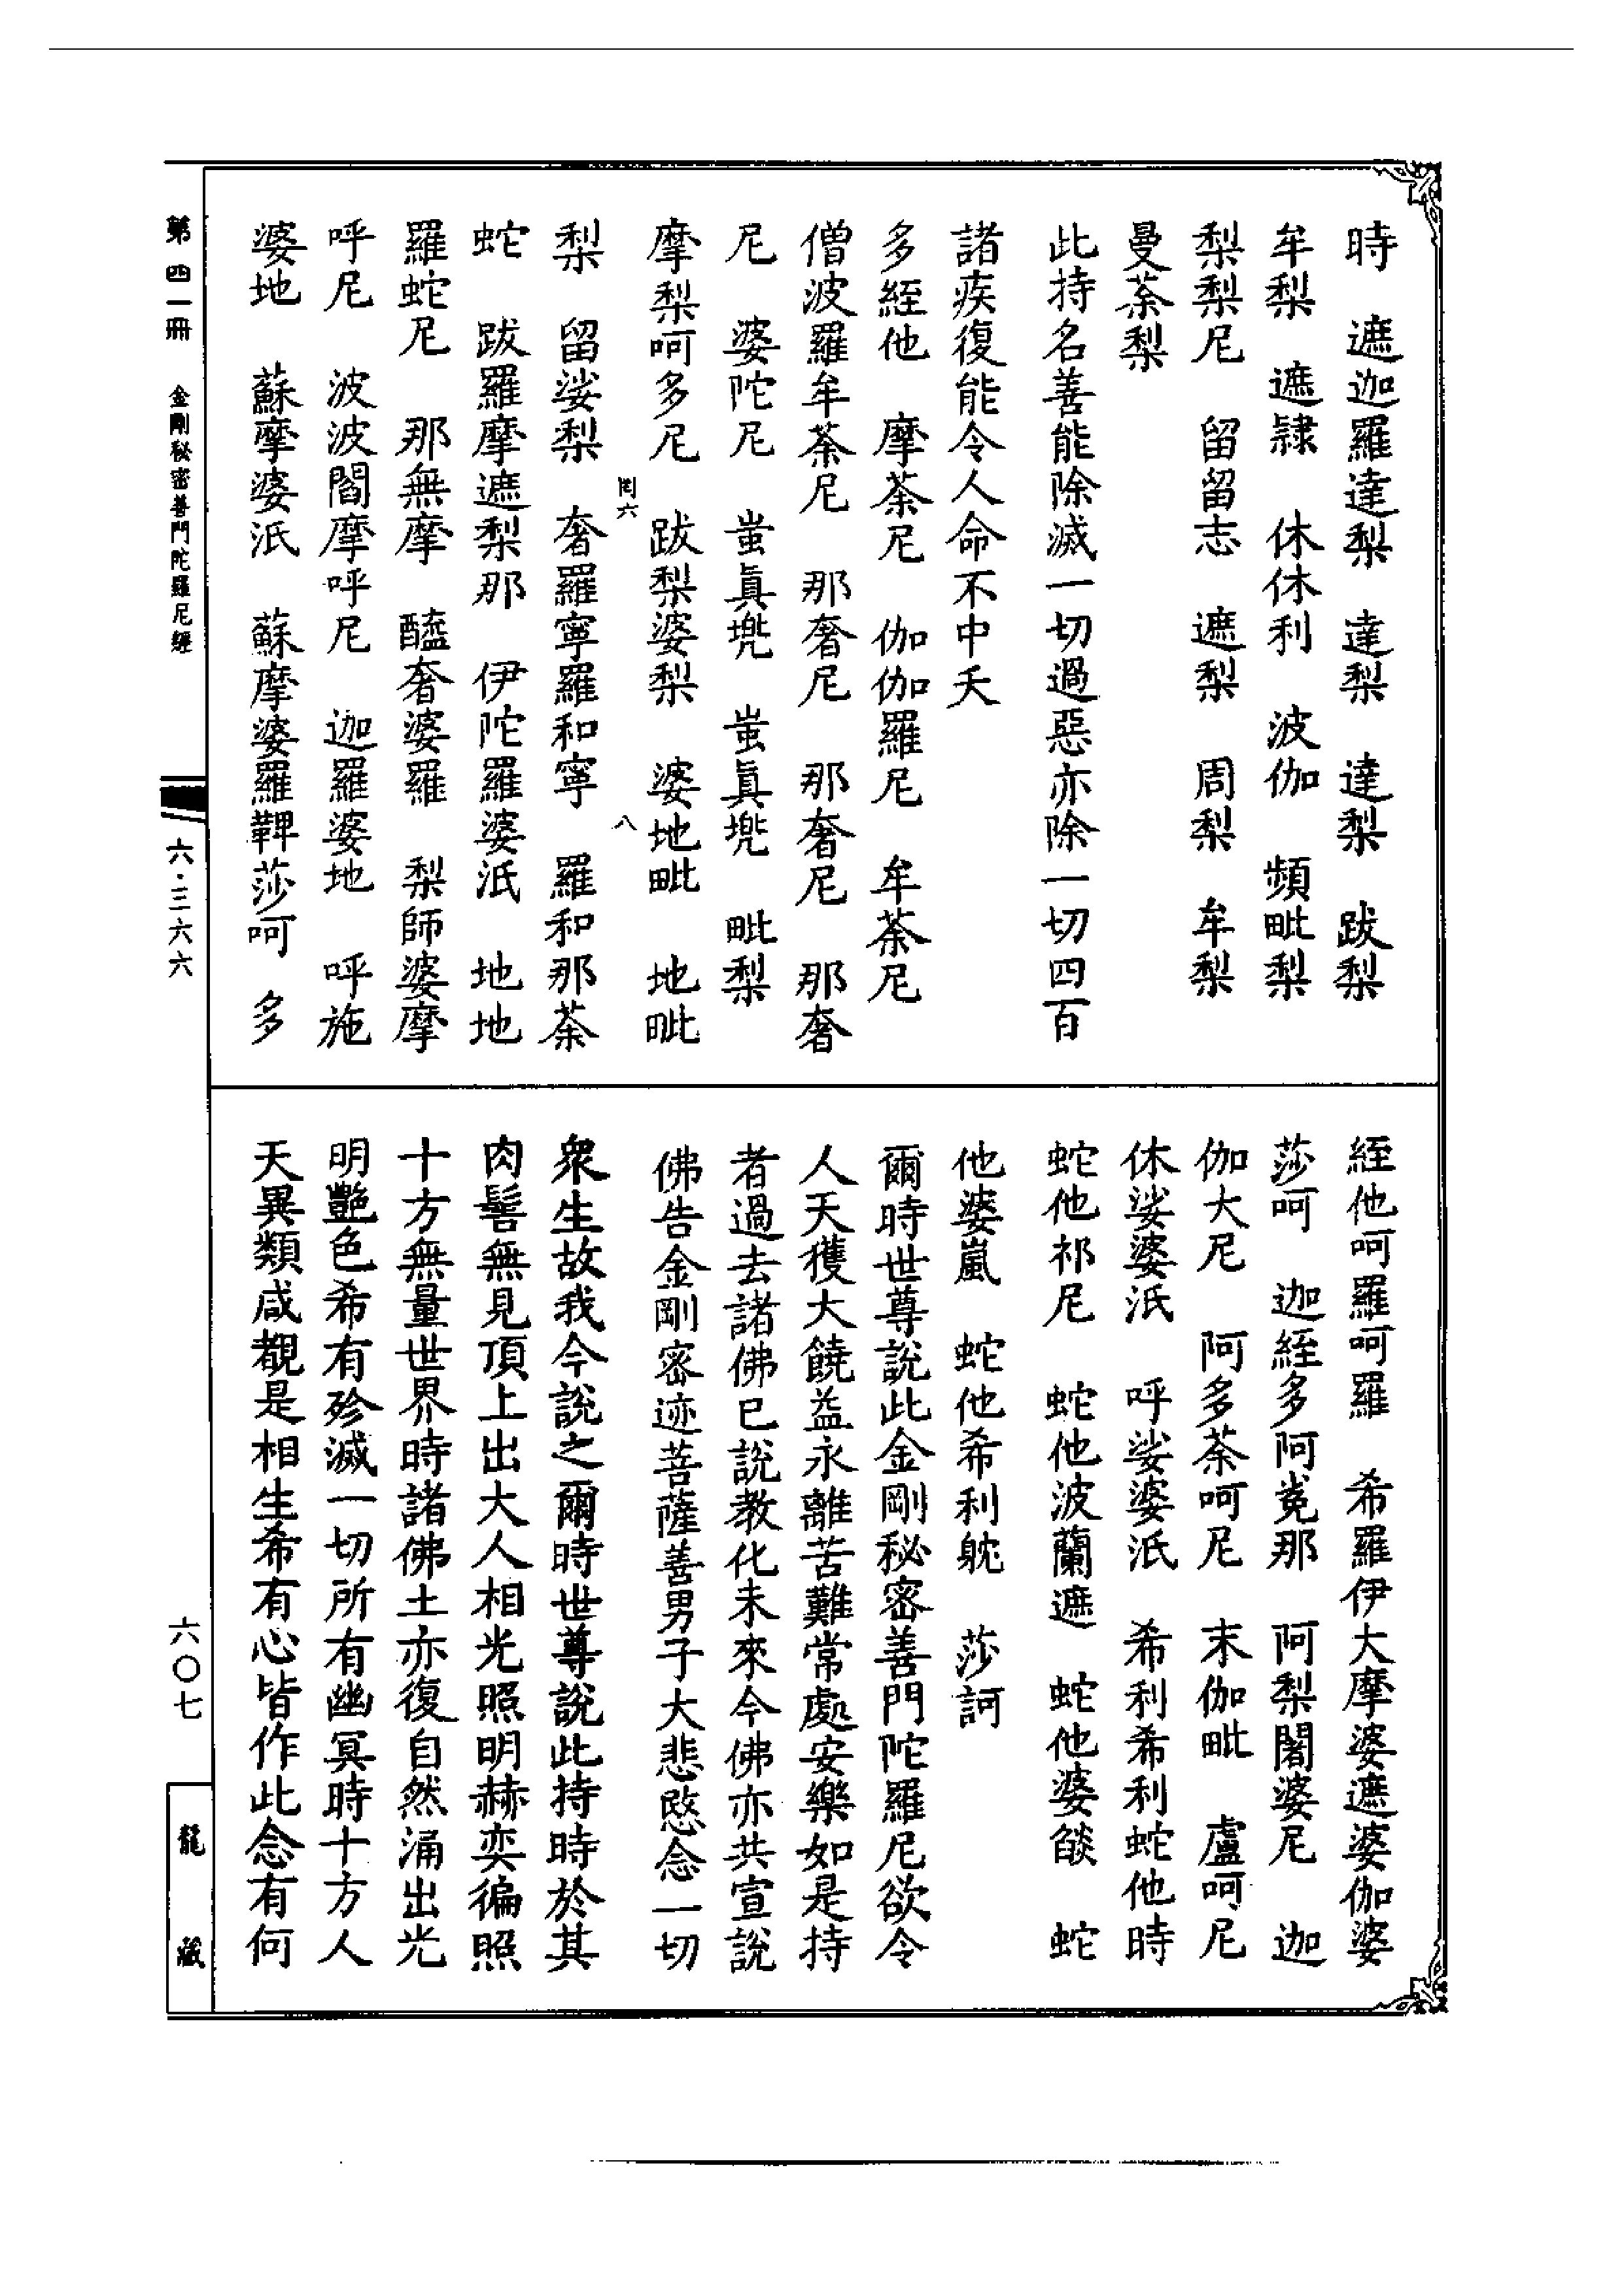 時　遮迦羅達梨　達梨　達梨　跋梨
牟梨　遮隸　休休利　波伽　頻毗梨
梨梨尼　留留志　遮梨　周梨　牟梨
曼荼梨
此持名善能除滅一切過惡亦除一切四百
諸疾復能令人命不中夭
多絰他　摩荼尼　伽伽羅尼　牟荼尼
僧波羅牟荼尼　那奢尼　那奢尼　那奢
尼　婆陀尼　蚩眞兠　蚩眞兠　毗梨
摩梨呵多尼　跋梨婆梨　婆地毗　地毗
罔六　八
梨　留娑梨　奢羅寧羅和寧　羅和那荼
蛇　跋羅摩遮梨那　伊陀羅婆泜　地地
羅蛇尼　那無摩　醯奢婆羅　梨師婆摩
呼尼　波波閻摩呼尼　迦羅婆地　呼施
婆地　蘇摩婆泜　蘇摩婆羅鞞莎呵　多
絰他呵羅呵羅　希羅伊大摩婆遮婆伽婆
莎呵　迦絰多阿㝹那　阿梨闍婆尼　迦
伽大尼　阿多荼呵尼　末伽毗　盧呵尼
休娑婆泜　呼娑婆泜　希利希利蛇他時
蛇他祁尼　蛇他波蘭遮　蛇他婆燄　蛇
他婆嵐　蛇他希利躭　莎訶
爾時世尊說此金剛秘密善門陀羅尼欲令
人天獲大饒益永離苦難常處安樂如是持
者過去諸佛已說教化未來今佛亦共宣說
佛告金剛密迹菩薩善男子大悲愍念一切
衆生故我今說之爾時世尊說此持時於其
肉髻無見頂上出大人相光照明赫奕徧照
十方無量世界時諸佛土亦復自然涌出光
明豔色希有殄滅一切所有幽冥時十方人
天異類咸覩是相生希有心皆作此念有何
第四一冊　金剛秘密善門陀羅尼經　六·三六六　六〇七　龍藏